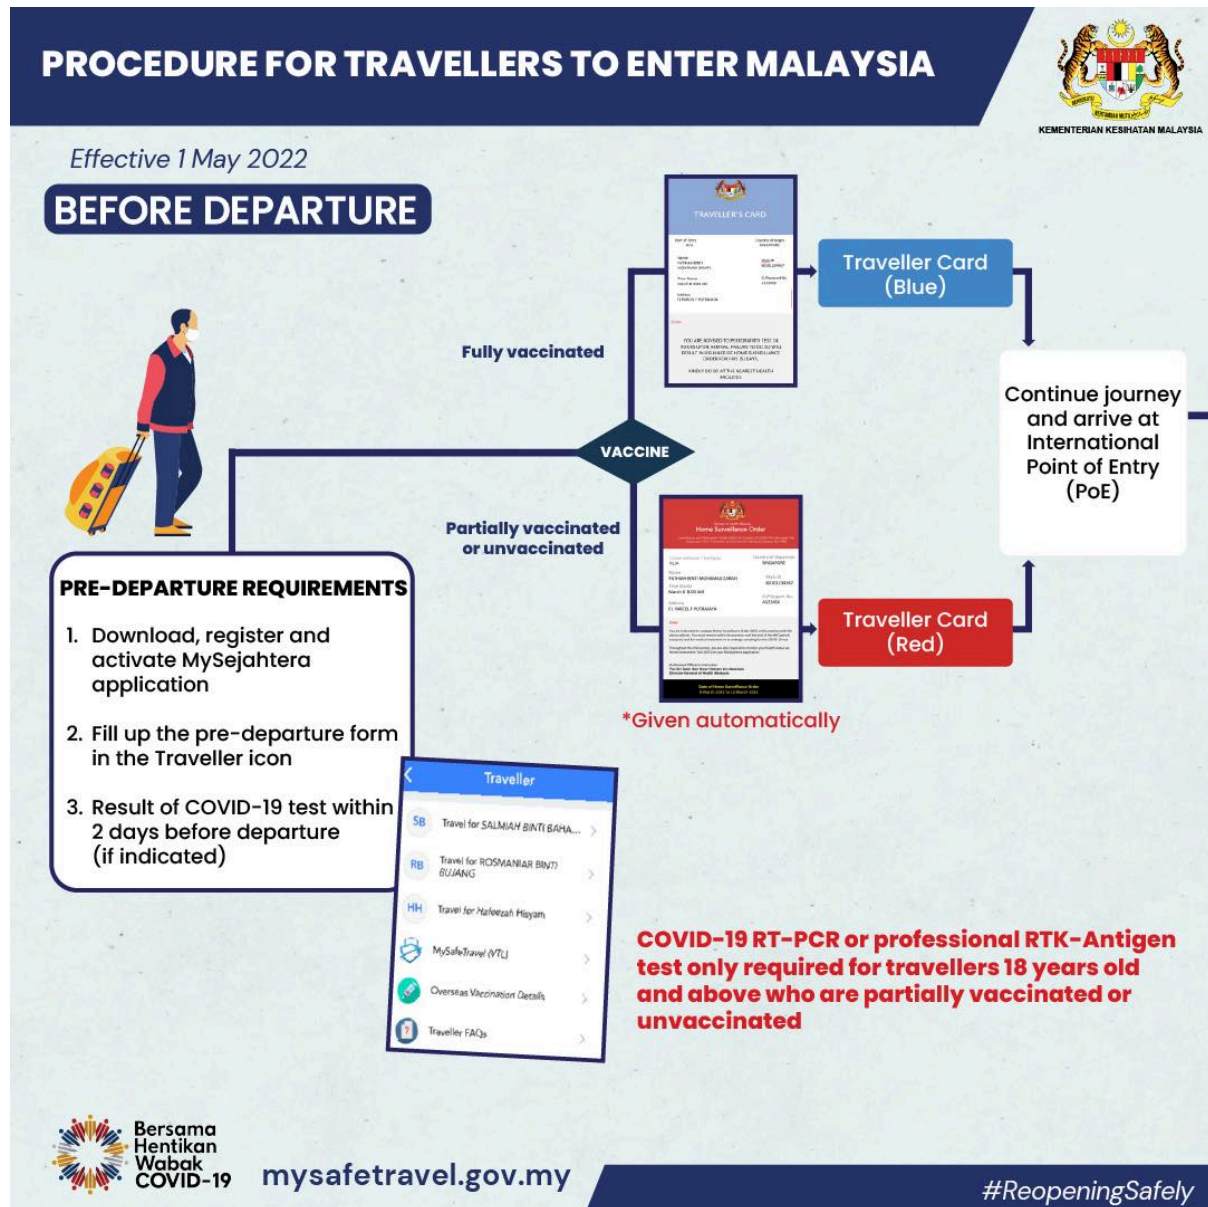 PROCEDURE FOR TRAVELLERS TO ENTER MALAYSIA
KEMENTERIAN KESIHATAN MALAYSIA
Effective 1 May 2022
BEFORE DEPARTURE
TRAVELLER'S CARD
Traveller Card
(Blue)
Fully vaccinated
Continue journey
and arrive at
International
Point of Entry
(PoE)
VACCINE
Partially vaccinated
or unvaccinated
Home Surveillance Order
SINGAPORE
Traveller Card
(Red)
*Given automatically
PRE-DEPARTURE REQUIREMENTS
1. Download, register and
activate MySejahtera
application
2. Fill up the pre-departure form
in the Traveller icon
3. Result of COVID-19 test within
2 days before departure
(if indicated)
Traveller
SB Travel for SALMIAH BINTI BAHA...
RB Travel for ROSMANIAR BINTI
BUJANG
HH Travel for Hafeezah Hisyam
MySafeTravel (VTL)
Overseas Vaccination Details
Traveller FAQs
COVID-19 RT-PCR or professional RTK-Antigen
test only required for travellers 18 years old
and above who are partially vaccinated or
unvaccinated
Bersama
Hentikan
Wabak
COVID-19
mysafetravel.gov.my
#ReopeningSafely